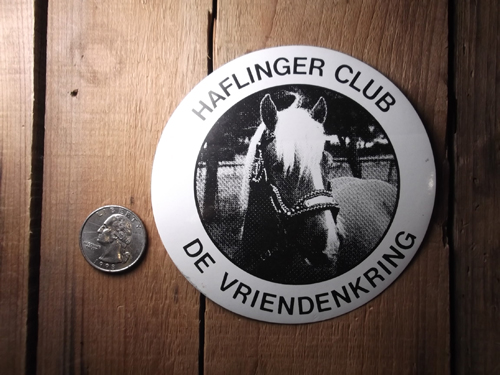 HAFLINGER CLUB
DE VRIENDENKRING